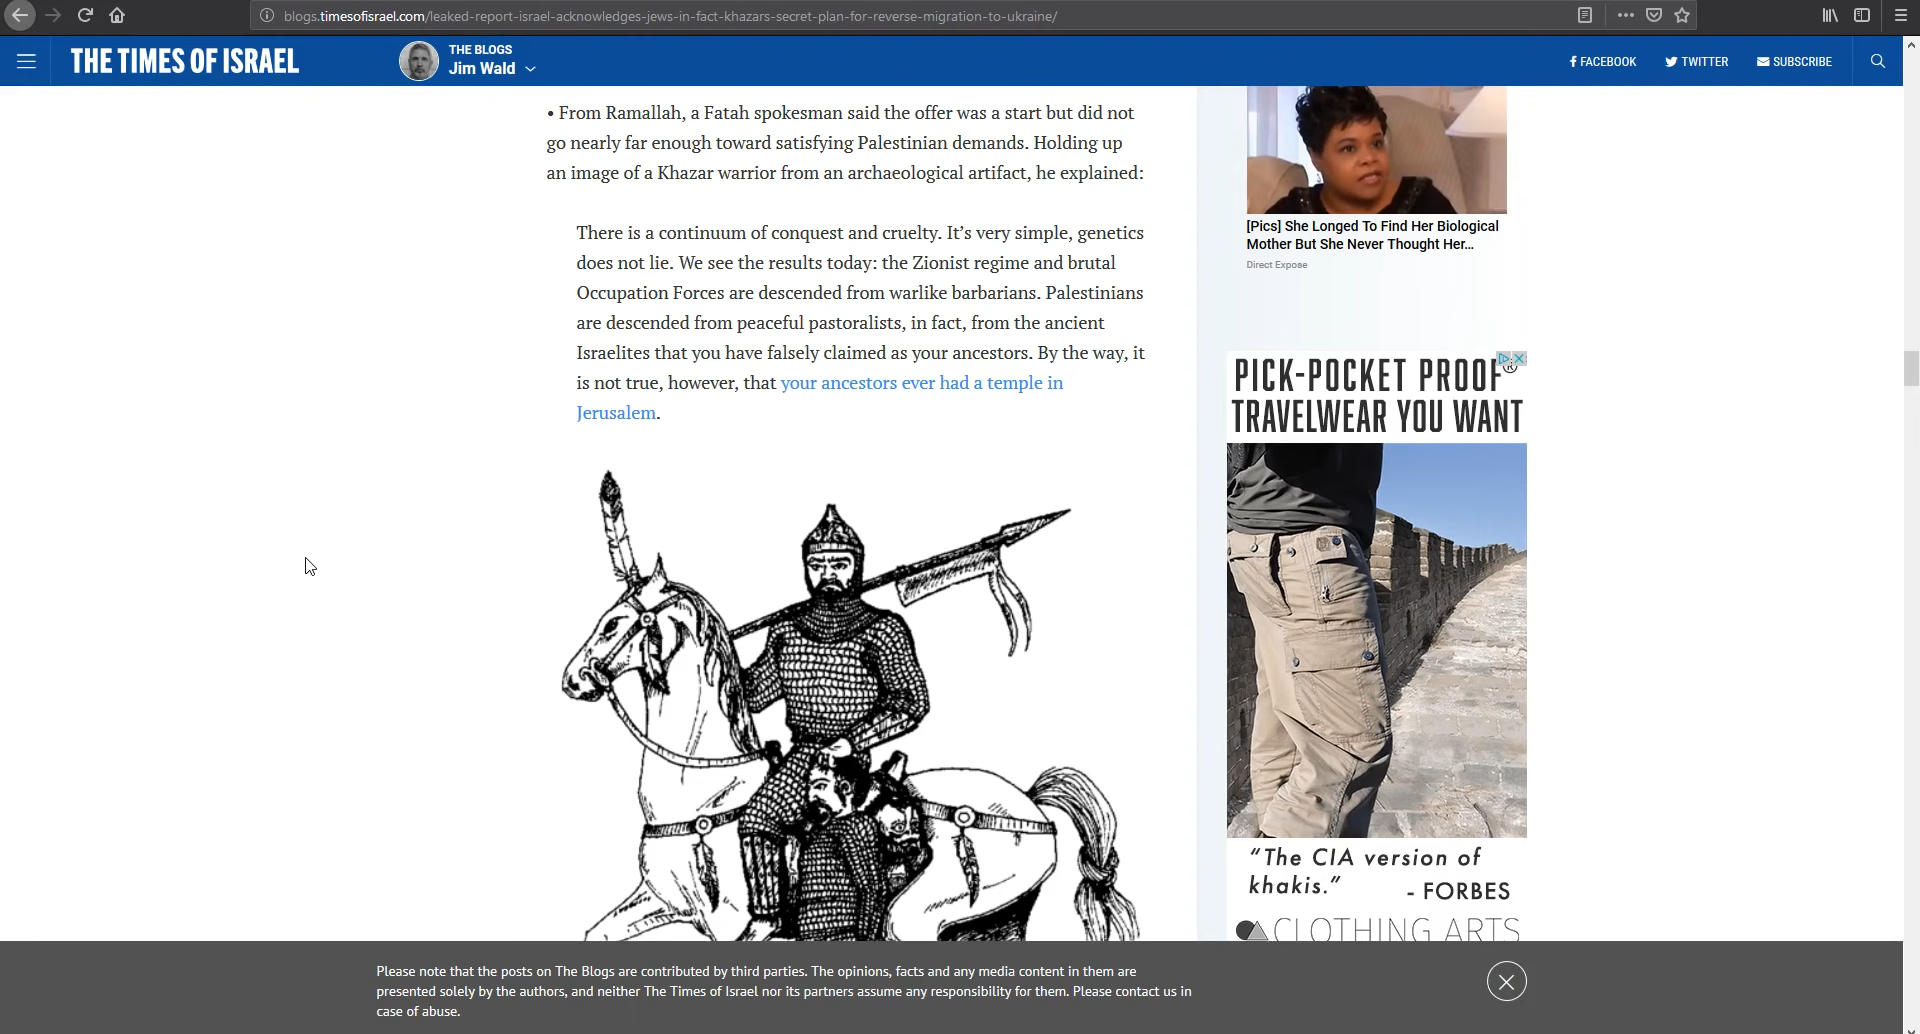 blogs.timesofisrael.com/leaked-report-israel-acknowledges-jews-in-fact-khazars-secret-plan-for-reverse-migration-to-ukraine/
THE TIMES OF ISRAEL
THE BLOGS
Jim Wald
FACEBOOK
TWITTER
SUBSCRIBE
• From Ramallah, a Fatah spokesman said the offer was a start but did not
go nearly far enough toward satisfying Palestinian demands. Holding up
an image of a Khazar warrior from an archaeological artifact, he explained:
There is a continuum of conquest and cruelty. It’s very simple, genetics
does not lie. We see the results today: the Zionist regime and brutal
Occupation Forces are descended from warlike barbarians. Palestinians
are descended from peaceful pastoralists, in fact, from the ancient
Israelites that you have falsely claimed as your ancestors. By the way, it
is not true, however, that your ancestors ever had a temple in
Jerusalem.
[Pics] She Longed To Find Her Biological
Mother But She Never Thought Her...
Direct Expose
PICK-POCKET PROOF®
TRAVELWEAR YOU WANT
“The CIA version of
khakis.”
- FORBES
CLOTHING ARTS
Please note that the posts on The Blogs are contributed by third parties. The opinions, facts and any media content in them are
presented solely by the authors, and neither The Times of Israel nor its partners assume any responsibility for them. Please contact us in
case of abuse.